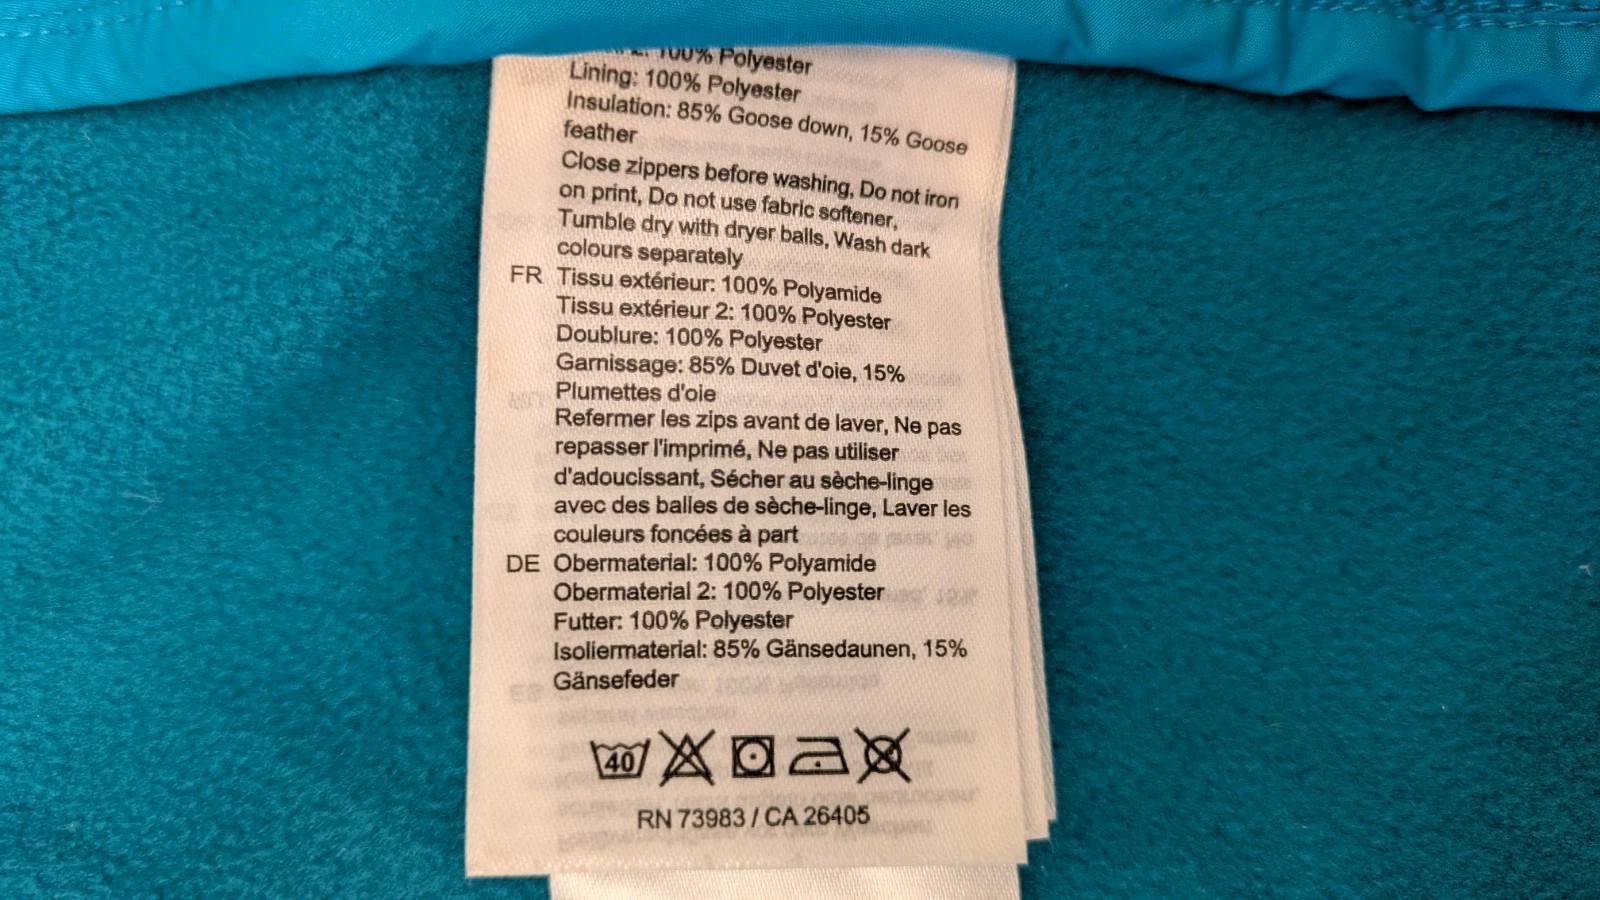 2: 100% Polyester
Lining: 100% Polyester
Insulation: 85% Goose down, 15% Goose
feather
Close zippers before washing, Do not iron
on print, Do not use fabric softener,
Tumble dry with dryer balls, Wash dark
colours separately
FR Tissu extérieur: 100% Polyamide
Tissu extérieur 2: 100% Polyester
Doublure: 100% Polyester
Garnissage: 85% Duvet d'oie, 15%
Plumettes d'oie
Refermer les zips avant de laver, Ne pas
repasser l'imprimé, Ne pas utiliser
d'adoucissant, Sécher au sèche-linge
avec des balles de sèche-linge, Laver les
couleurs foncées à part
DE Obermaterial: 100% Polyamide
Obermaterial 2: 100% Polyester
Futter: 100% Polyester
Isoliermaterial: 85% Gänsedaunen, 15%
Gänsefeder
40
RN 73983 / CA 26405